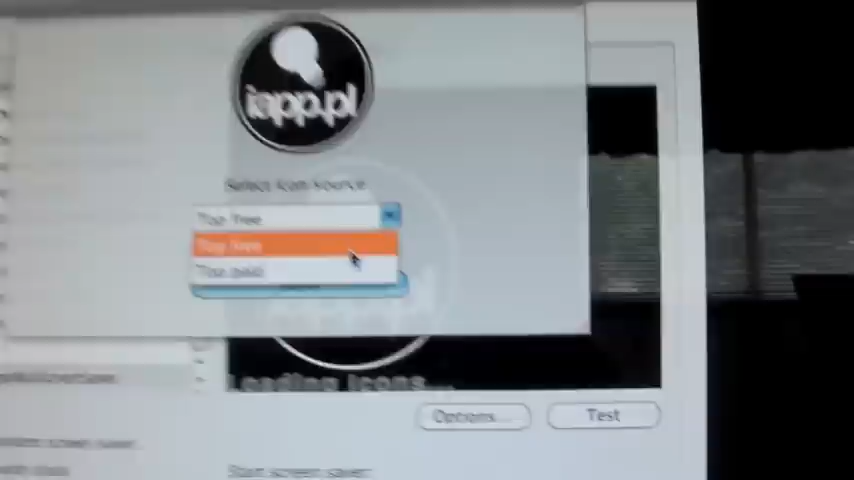 iapp.pl
Select icon source
Top free
Top free
Top paid
Loading Icons...
Options...
Test
Start screen saver: